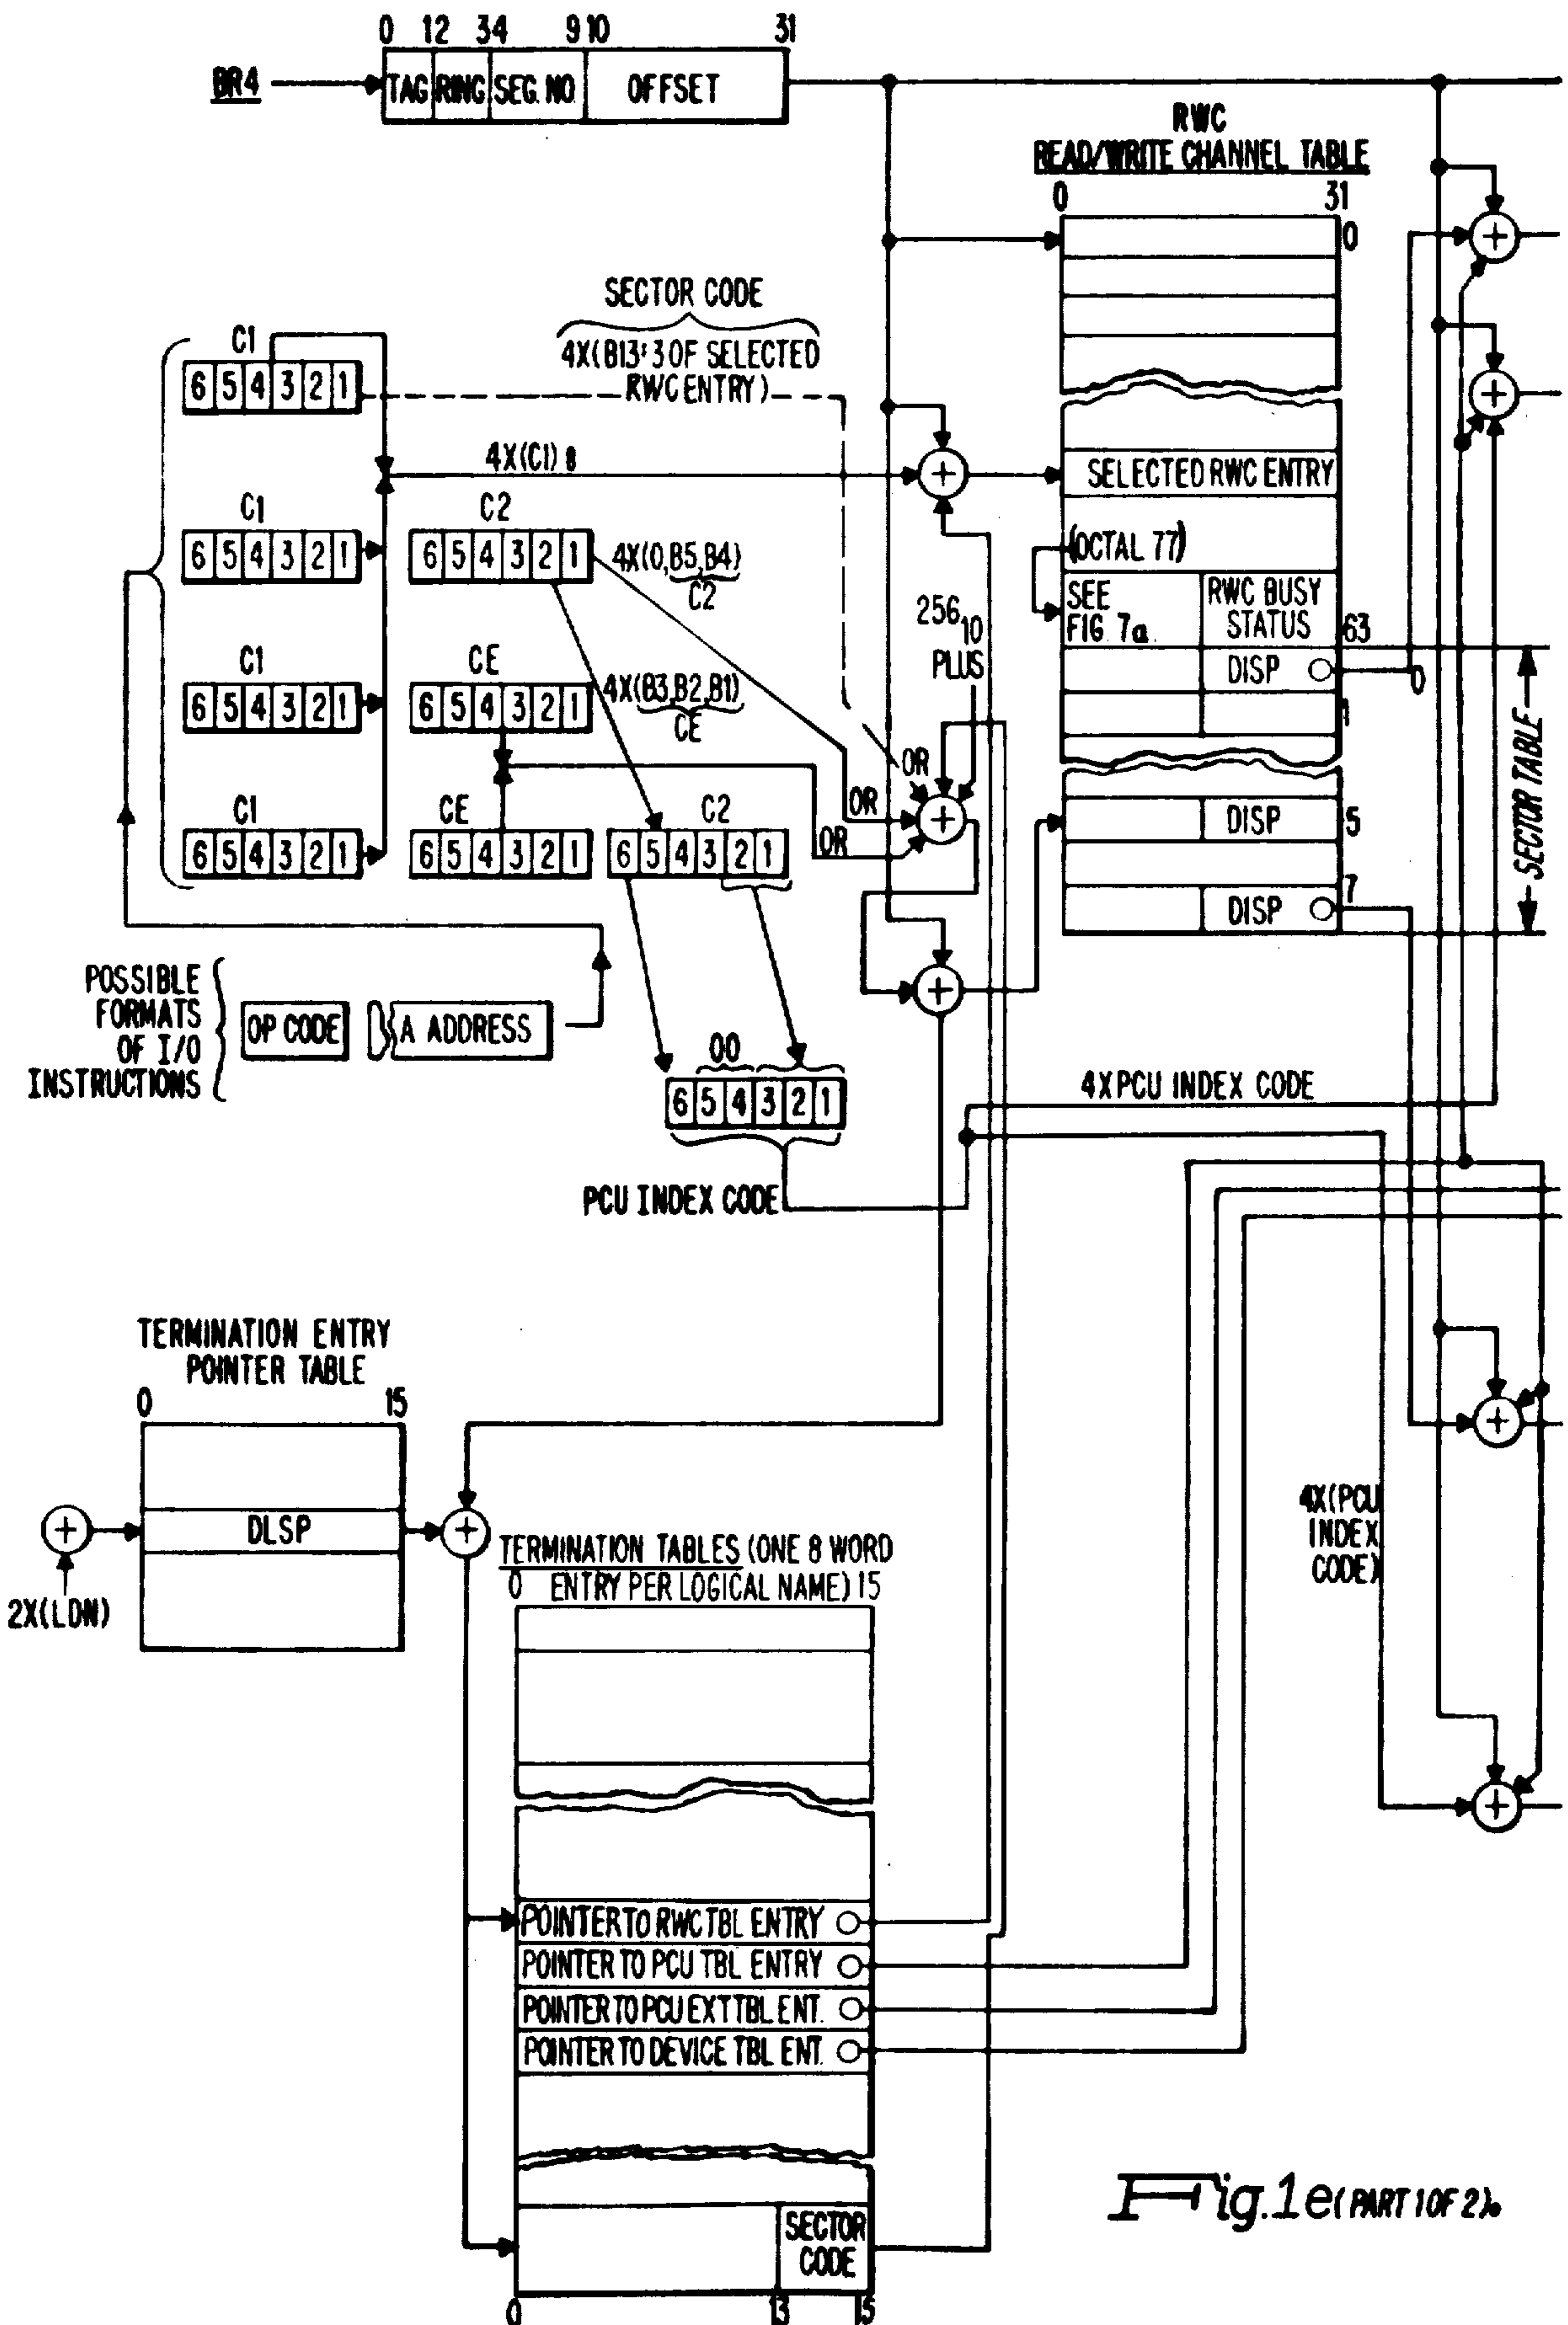 0 12 34 9 10 31
BR4
TAG RING SEG. NO. OFFSET
RWC
READ/WRITE CHANNEL TABLE
0 31
0
SECTOR CODE
4X(B13:3 OF SELECTED
RWC ENTRY)
C1
6 5 4 3 2 1
4X(C1) 8
SELECTED RWC ENTRY
C1 C2
6 5 4 3 2 1 6 5 4 3 2 1
4X(0,B5,B4)
C2
(OCTAL 77)
SEE
FIG. 7a
RWC BUSY
STATUS
63
256 10
PLUS
C1 CE
6 5 4 3 2 1 6 5 4 3 2 1
4X(B3,B2,B1)
CE
DISP
0
1
OR
OR
OR
SECTOR TABLE
C1 CE C2
6 5 4 3 2 1 6 5 4 3 2 1 6 5 4 3 2 1
DISP 5
7
DISP
POSSIBLE
FORMATS
OF I/O
INSTRUCTIONS
OP CODE A ADDRESS
00
6 5 4 3 2 1
4X PCU INDEX CODE
PCU INDEX CODE
TERMINATION ENTRY
POINTER TABLE
0 15
DLSP
2X(LDN)
4X(PCU
INDEX
CODE)
TERMINATION TABLES (ONE 8 WORD
0 ENTRY PER LOGICAL NAME) 15
POINTER TO RWC TBL ENTRY
POINTER TO PCU TBL ENTRY
POINTER TO PCU EXT TBL ENT.
POINTER TO DEVICE TBL ENT.
SECTOR
CODE
0 13 15
Fig. 1e (PART 1 OF 2).